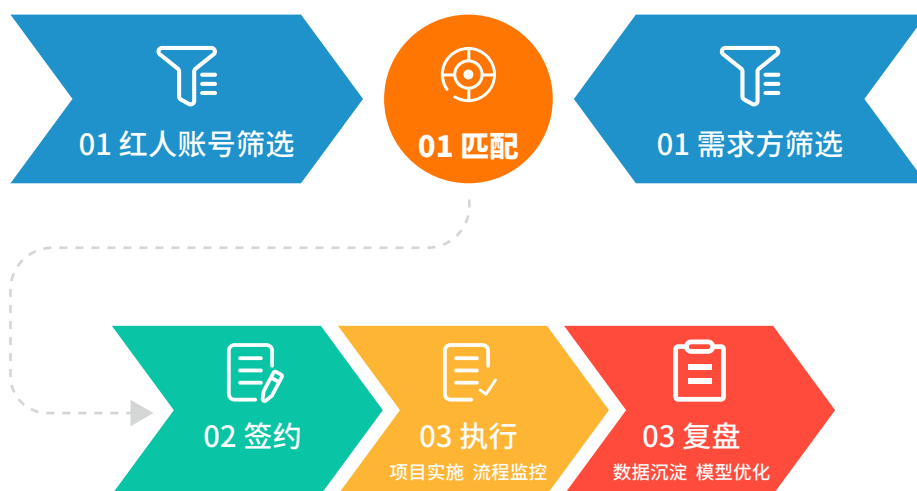 01 红人账号筛选
01 匹配
01 需求方筛选
02 签约
03 执行
项目实施 流程监控
03 复盘
数据沉淀 模型优化